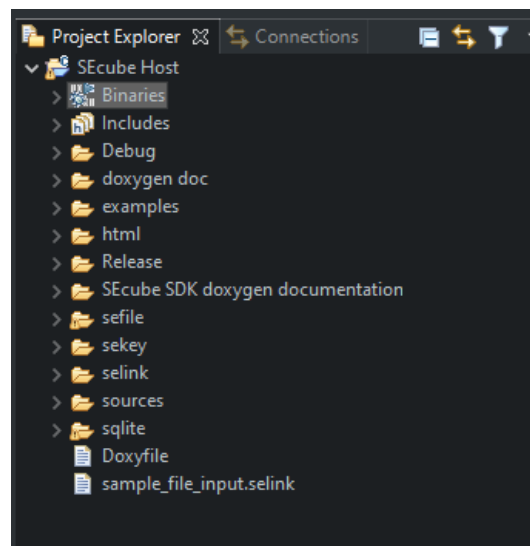 Project Explorer Connections
SEcube Host
Binaries
Includes
Debug
doxygen doc
examples
html
Release
SEcube SDK doxygen documentation
sefile
sekey
selink
sources
sqlite
Doxyfile
sample_file_input.selink